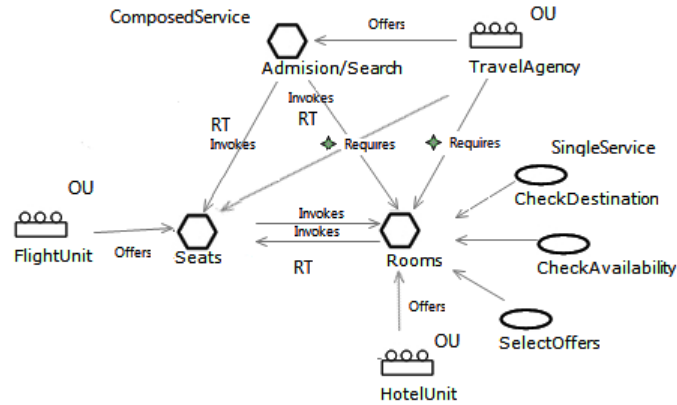 ComposedService
Offers
OU
Admision/Search
TravelAgency
Invokes
RT
RT
Invokes
Requires
Requires
SingleService
OU
CheckDestination
Invokes
Invokes
FlightUnit
Offers
Seats
RT
Rooms
CheckAvailability
Offers
OU
SelectOffers
HotelUnit